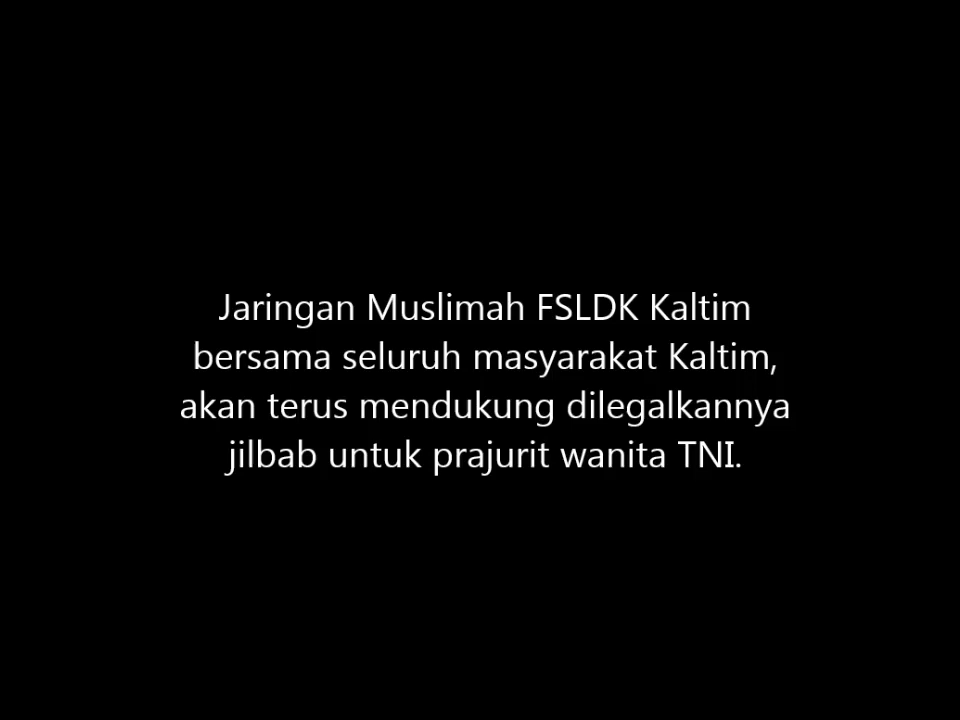 Jaringan Muslimah FSLDK Kaltim
bersama seluruh masyarakat Kaltim,
akan terus mendukung dilegalkannya
jilbab untuk prajurit wanita TNI.